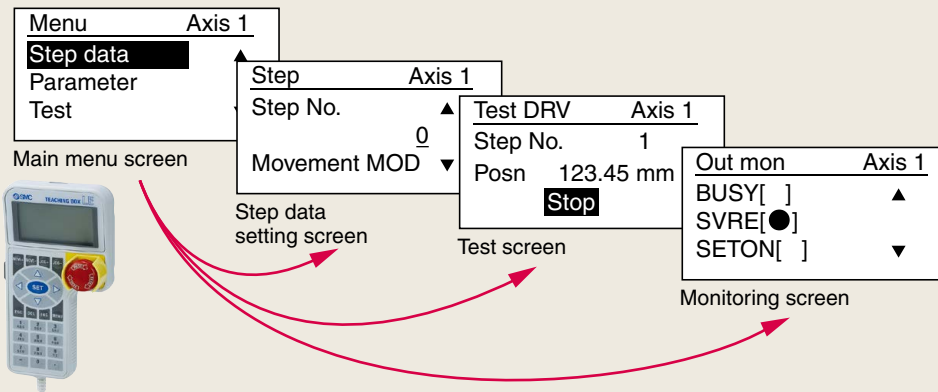 Menu Axis 1
Step data
Parameter
Test
Main menu screen
Step Axis 1
Step No.
0
Movement MOD
Step data
setting screen
Test DRV Axis 1
Step No. 1
Posn 123.45 mm
Stop
Test screen
Out mon Axis 1
BUSY[ ]
SVRE[●]
SETON[ ]
Monitoring screen
SMC TEACHING BOX
SET